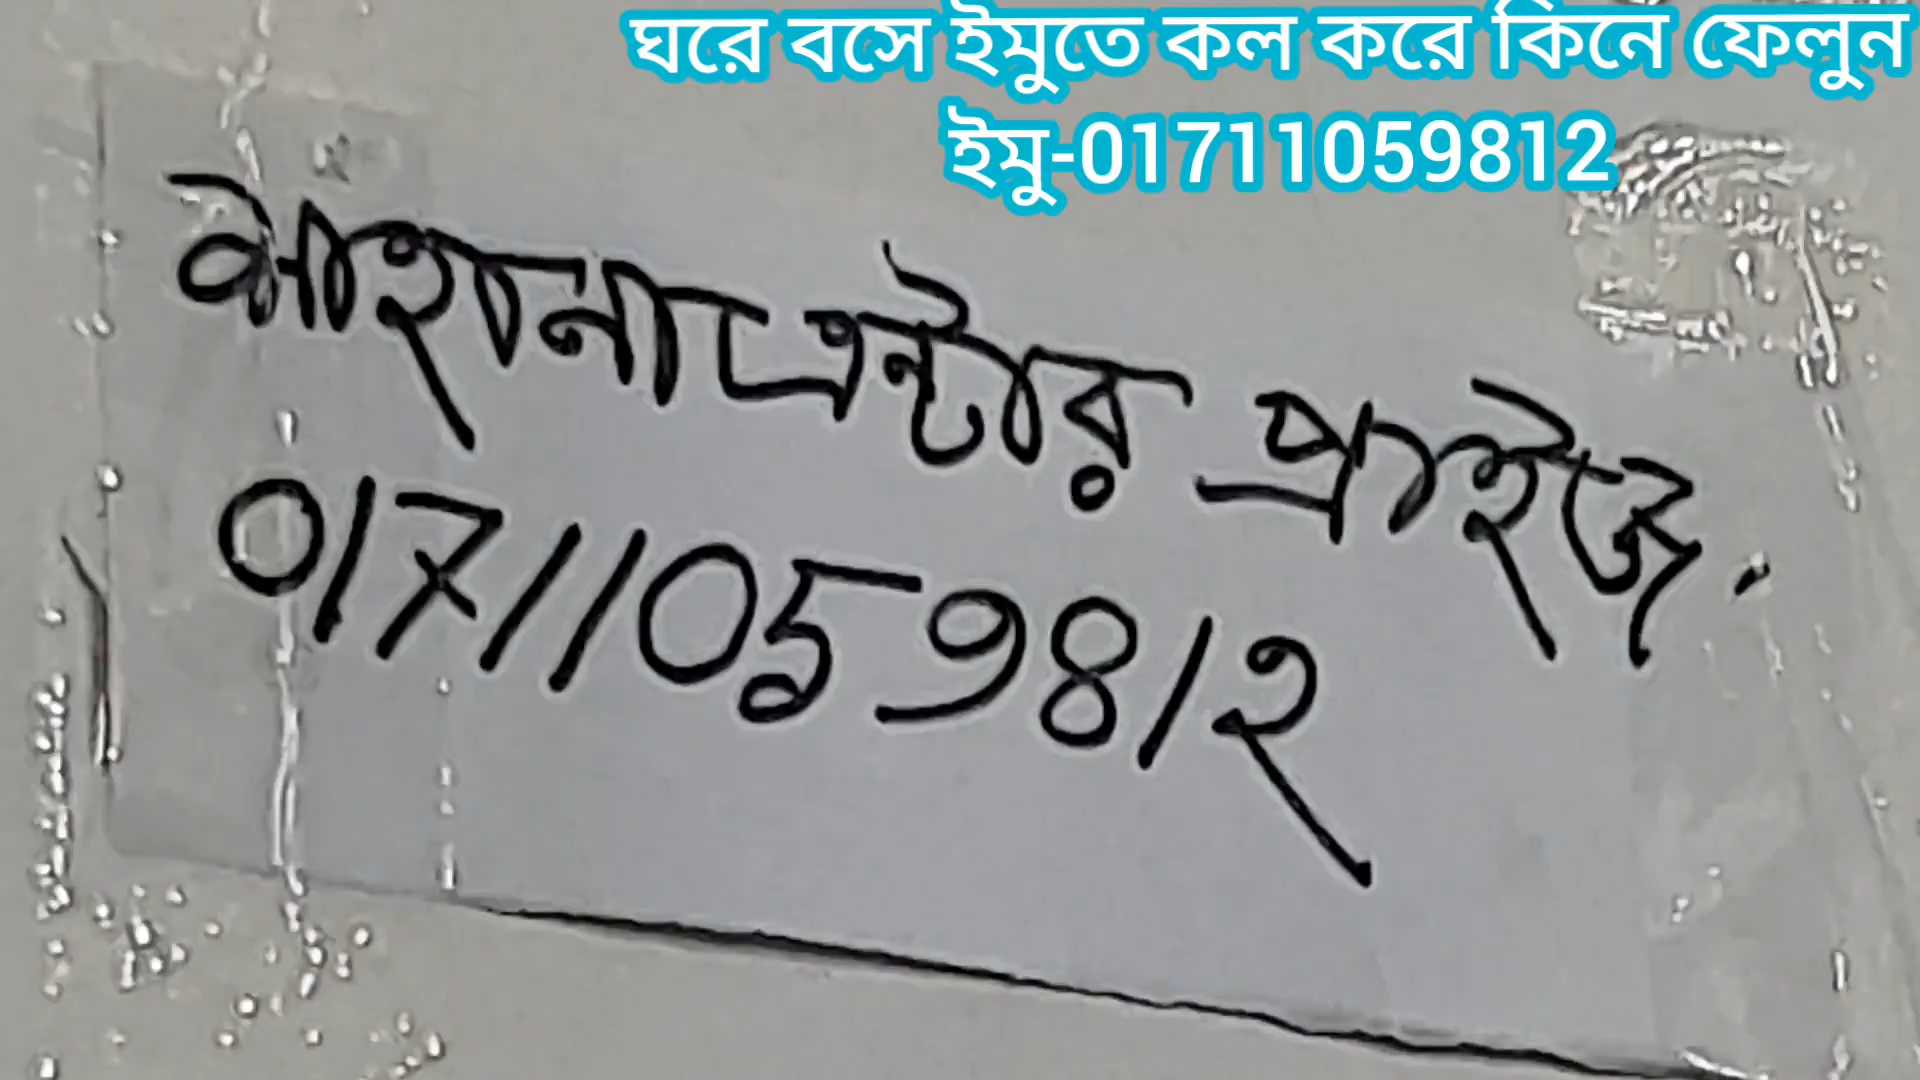 ঘরে বসে ইমুতে কল করে কিনে ফেলুন
ইমু-01711059812
এন্টার প্রাইজ.
01711059812